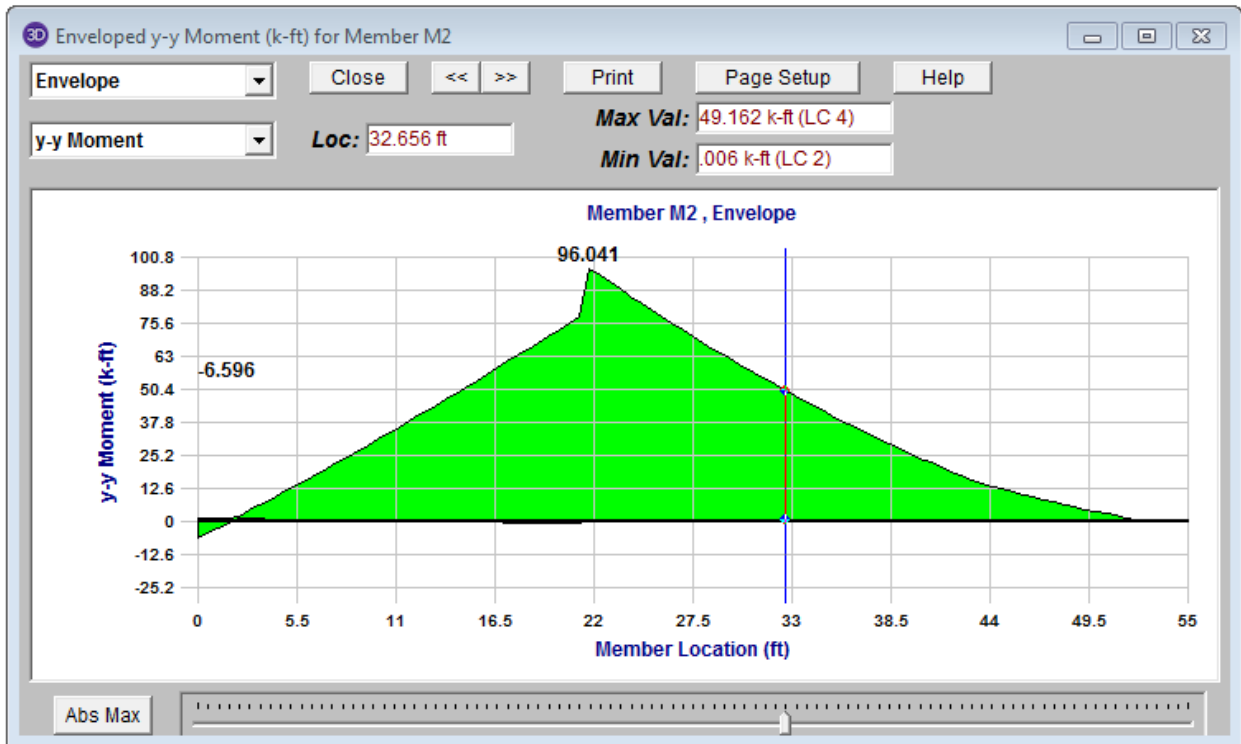 3D Enveloped y-y Moment (k-ft) for Member M2
Envelope Close << >> Print Page Setup Help
y-y Moment Loc: 32.656 ft Max Val: 49.162 k-ft (LC 4)
Min Val: .006 k-ft (LC 2)
Member M2 , Envelope
y-y Moment (k-ft)
100.8
88.2
75.6
63
50.4
37.8
25.2
12.6
0
-12.6
-25.2
96.041
-6.596
0 5.5 11 16.5 22 27.5 33 38.5 44 49.5 55
Member Location (ft)
Abs Max